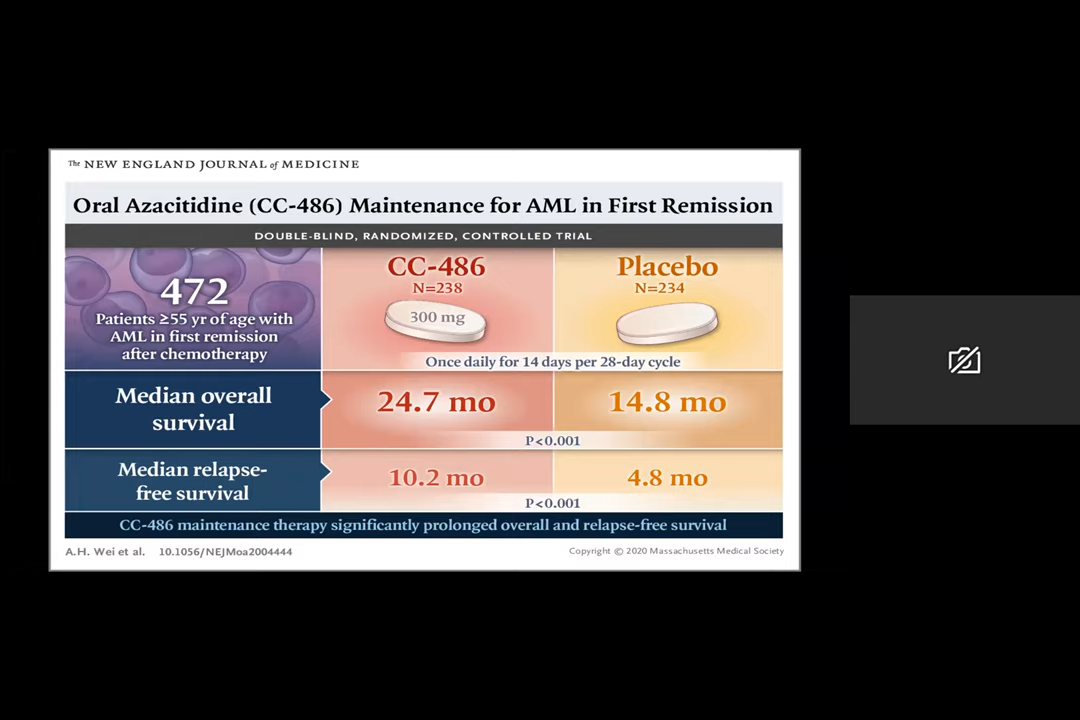 The NEW ENGLAND JOURNAL of MEDICINE
Oral Azacitidine (CC-486) Maintenance for AML in First Remission
DOUBLE-BLIND, RANDOMIZED, CONTROLLED TRIAL
472
Patients ≥55 yr of age with
AML in first remission
after chemotherapy
CC-486
N=238
300 mg
Placebo
N=234
Once daily for 14 days per 28-day cycle
Median overall
survival
24.7 mo
14.8 mo
P<0.001
Median relapse-
free survival
10.2 mo
4.8 mo
P<0.001
CC-486 maintenance therapy significantly prolonged overall and relapse-free survival
A.H. Wei et al. 10.1056/NEJMoa2004444
Copyright © 2020 Massachusetts Medical Society